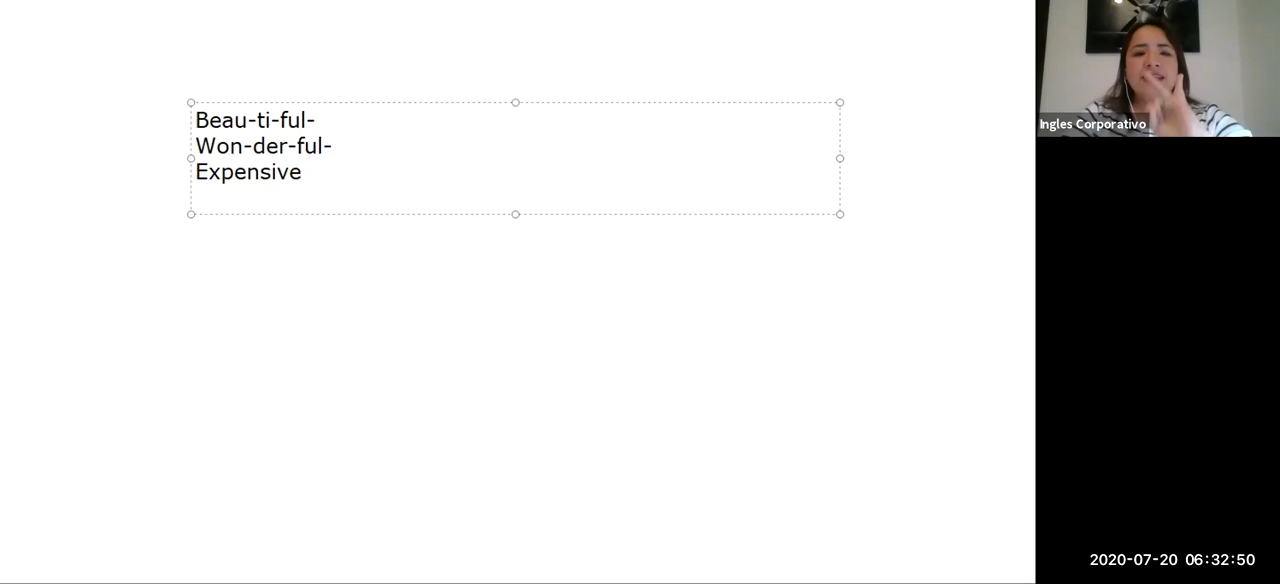 Beau-ti-ful-
Won-der-ful-
Expensive
Ingles Corporativo
2020-07-20 06:32:50